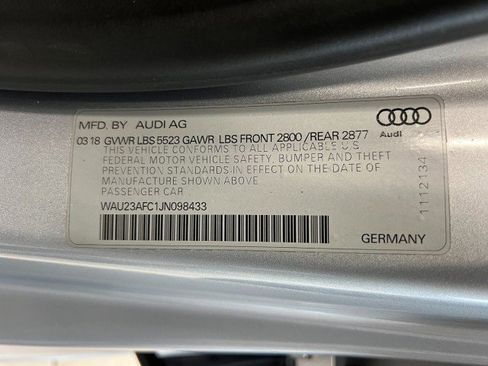 MFD. BY AUDI AG
0318 GVWR LBS 5523 GAWR LBS FRONT 2800 / REAR 2877
THIS VEHICLE CONFORMS TO ALL APPLICABLE U.S.
FEDERAL MOTOR VEHICLE SAFETY, BUMPER AND THEFT
PREVENTION STANDARDS IN EFFECT ON THE DATE OF
MANUFACTURE SHOWN ABOVE
PASSENGER CAR
WAU23AFC1JN098433
Audi
1112134
GERMANY